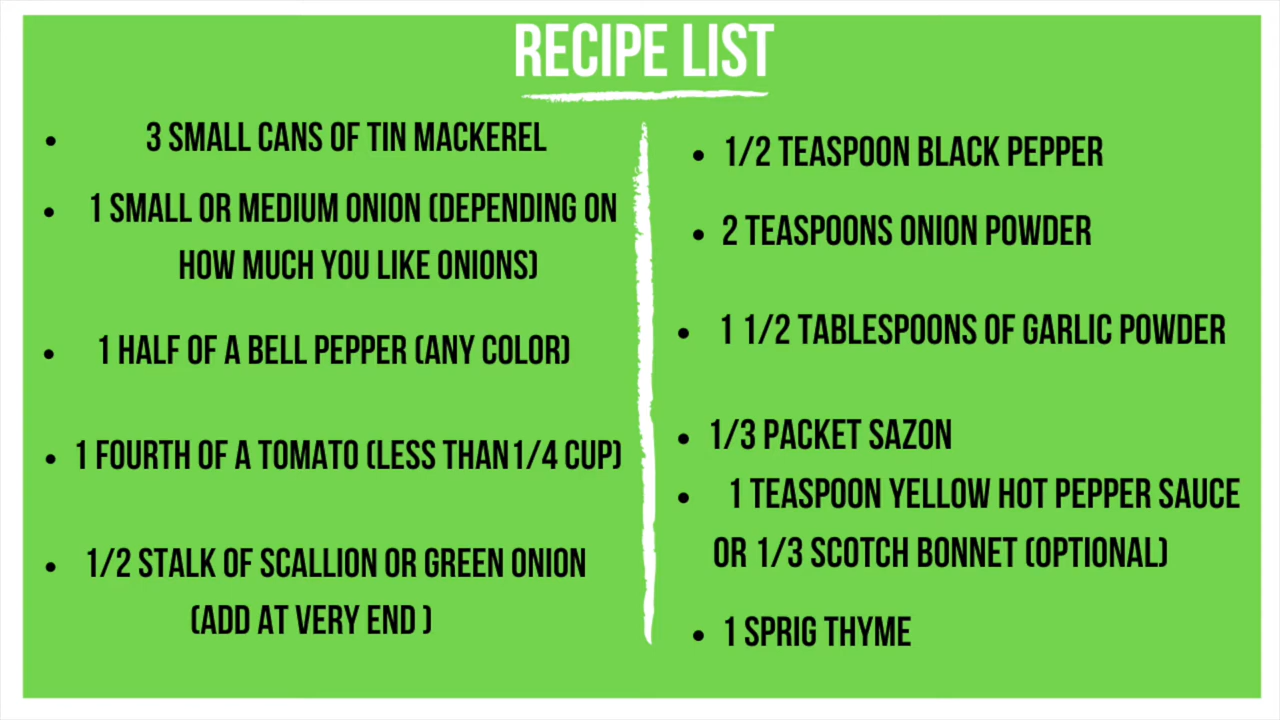 RECIPE LIST
• 3 SMALL CANS OF TIN MACKEREL
• 1 SMALL OR MEDIUM ONION (DEPENDING ON
HOW MUCH YOU LIKE ONIONS)
• 1 HALF OF A BELL PEPPER (ANY COLOR)
• 1 FOURTH OF A TOMATO (LESS THAN 1/4 CUP)
• 1/2 STALK OF SCALLION OR GREEN ONION
(ADD AT VERY END )
• 1/2 TEASPOON BLACK PEPPER
• 2 TEASPOONS ONION POWDER
• 1 1/2 TABLESPOONS OF GARLIC POWDER
• 1/3 PACKET SAZON
• 1 TEASPOON YELLOW HOT PEPPER SAUCE
OR 1/3 SCOTCH BONNET (OPTIONAL)
• 1 SPRIG THYME